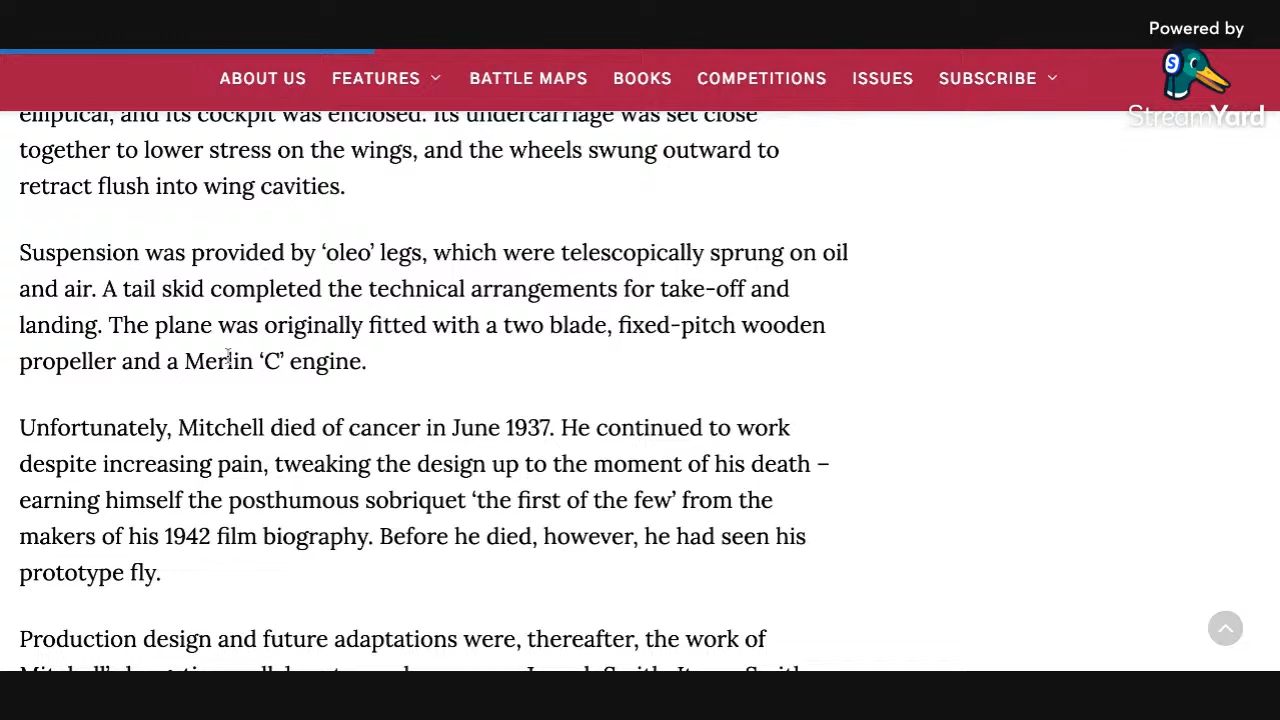 Powered by
StreamYard
ABOUT US FEATURES BATTLE MAPS BOOKS COMPETITIONS ISSUES SUBSCRIBE
elliptical, and its cockpit was enclosed. Its undercarriage was set close
together to lower stress on the wings, and the wheels swung outward to
retract flush into wing cavities.
Suspension was provided by ‘oleo’ legs, which were telescopically sprung on oil
and air. A tail skid completed the technical arrangements for take-off and
landing. The plane was originally fitted with a two blade, fixed-pitch wooden
propeller and a Merlin ‘C’ engine.
Unfortunately, Mitchell died of cancer in June 1937. He continued to work
despite increasing pain, tweaking the design up to the moment of his death –
earning himself the posthumous sobriquet ‘the first of the few’ from the
makers of his 1942 film biography. Before he died, however, he had seen his
prototype fly.
Production design and future adaptations were, thereafter, the work of
Mitchell’s Joseph Smith. It was Smith